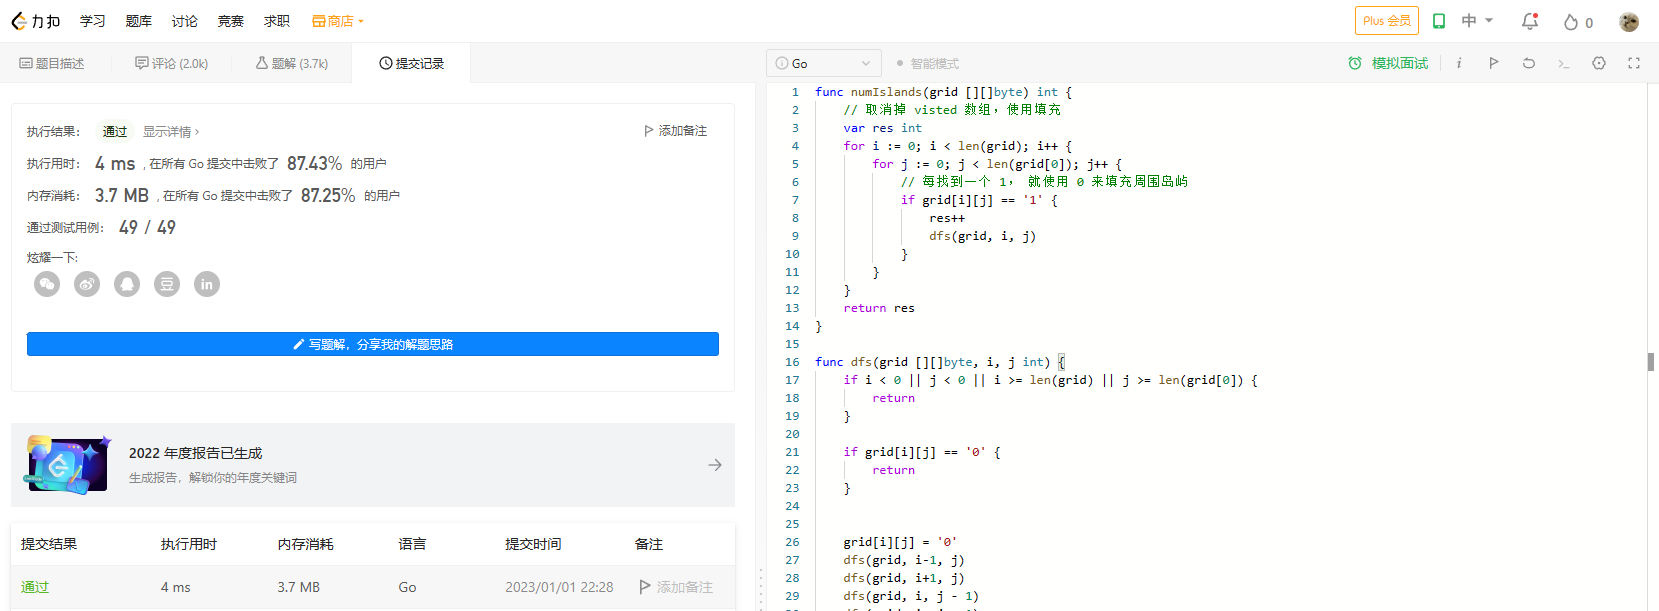 力扣 学习 题库 讨论 竞赛 求职 商店 Plus 会员 中 0
题目描述 评论 (2.0k) 题解 (3.7k) 提交记录
执行结果： 通过 显示详情 › 添加备注
执行用时： 4 ms , 在所有 Go 提交中击败了 87.43% 的用户
内存消耗： 3.7 MB , 在所有 Go 提交中击败了 87.25% 的用户
通过测试用例： 49 / 49
炫耀一下:
豆 in
写题解，分享我的解题思路
2022 年度报告已生成
生成报告，解锁你的年度关键词
提交结果 执行用时 内存消耗 语言 提交时间 备注
通过 4 ms 3.7 MB Go 2023/01/01 22:28 添加备注
i Go 智能模式 模拟面试 i
1 func numIslands(grid [][]byte) int {
2 // 取消掉 visted 数组，使用填充
3 var res int
4 for i := 0; i < len(grid); i++ {
5 for j := 0; j < len(grid[0]); j++ {
6 // 每找到一个 1， 就使用 0 来填充周围岛屿
7 if grid[i][j] == '1' {
8 res++
9 dfs(grid, i, j)
10 }
11 }
12 }
13 return res
14 }
15
16 func dfs(grid [][]byte, i, j int) {
17 if i < 0 || j < 0 || i >= len(grid) || j >= len(grid[0]) {
18 return
19 }
20
21 if grid[i][j] == '0' {
22 return
23 }
24
25
26 grid[i][j] = '0'
27 dfs(grid, i-1, j)
28 dfs(grid, i+1, j)
29 dfs(grid, i, j - 1)